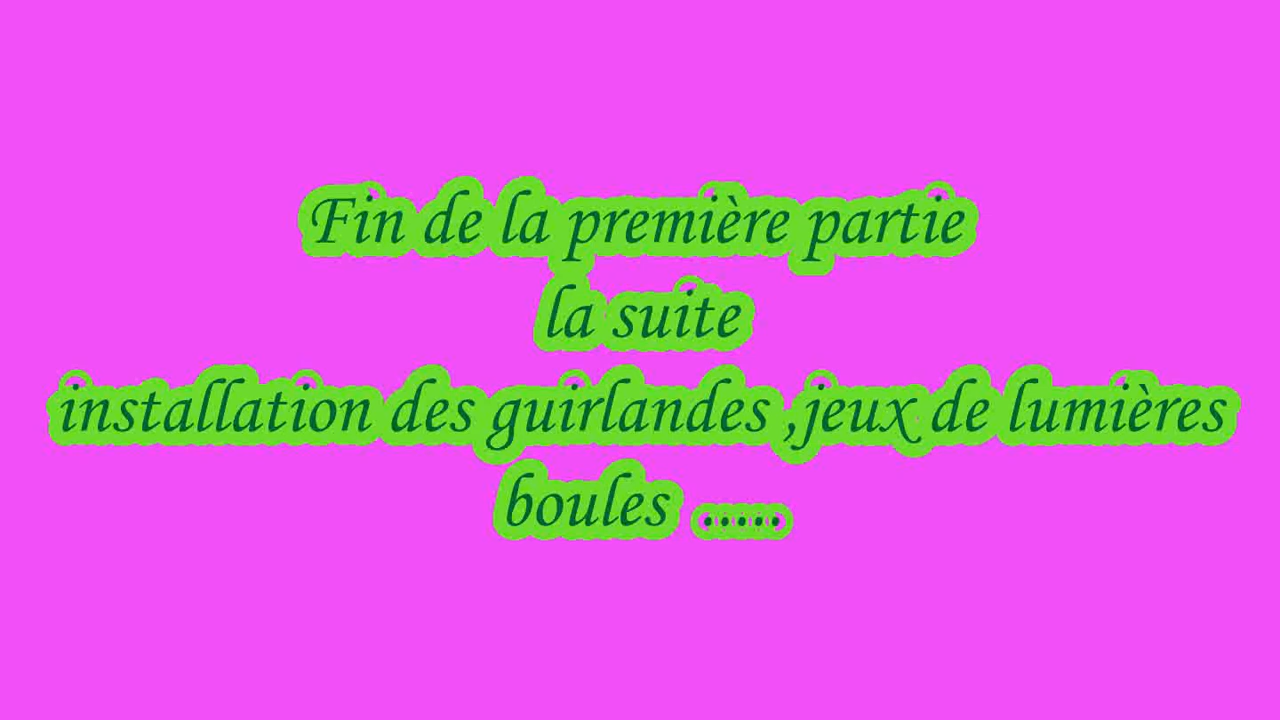 Fin de la première partie
la suite
installation des guirlandes ,jeux de lumières
boules .....